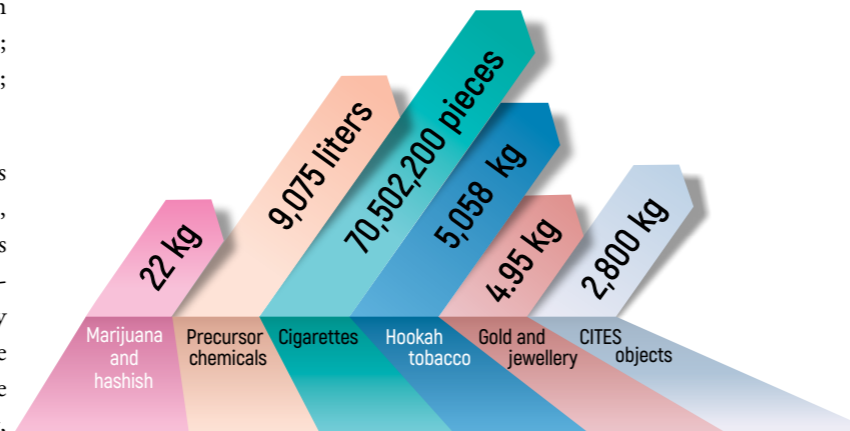 22 kg
9,075 liters
70,502,200 pieces
5,058 kg
4.95 kg
2,800 kg
Marijuana
and
hashish
Precursor
chemicals
Cigarettes
Hookah
tobacco
Gold and
jewellery
CITES
objects